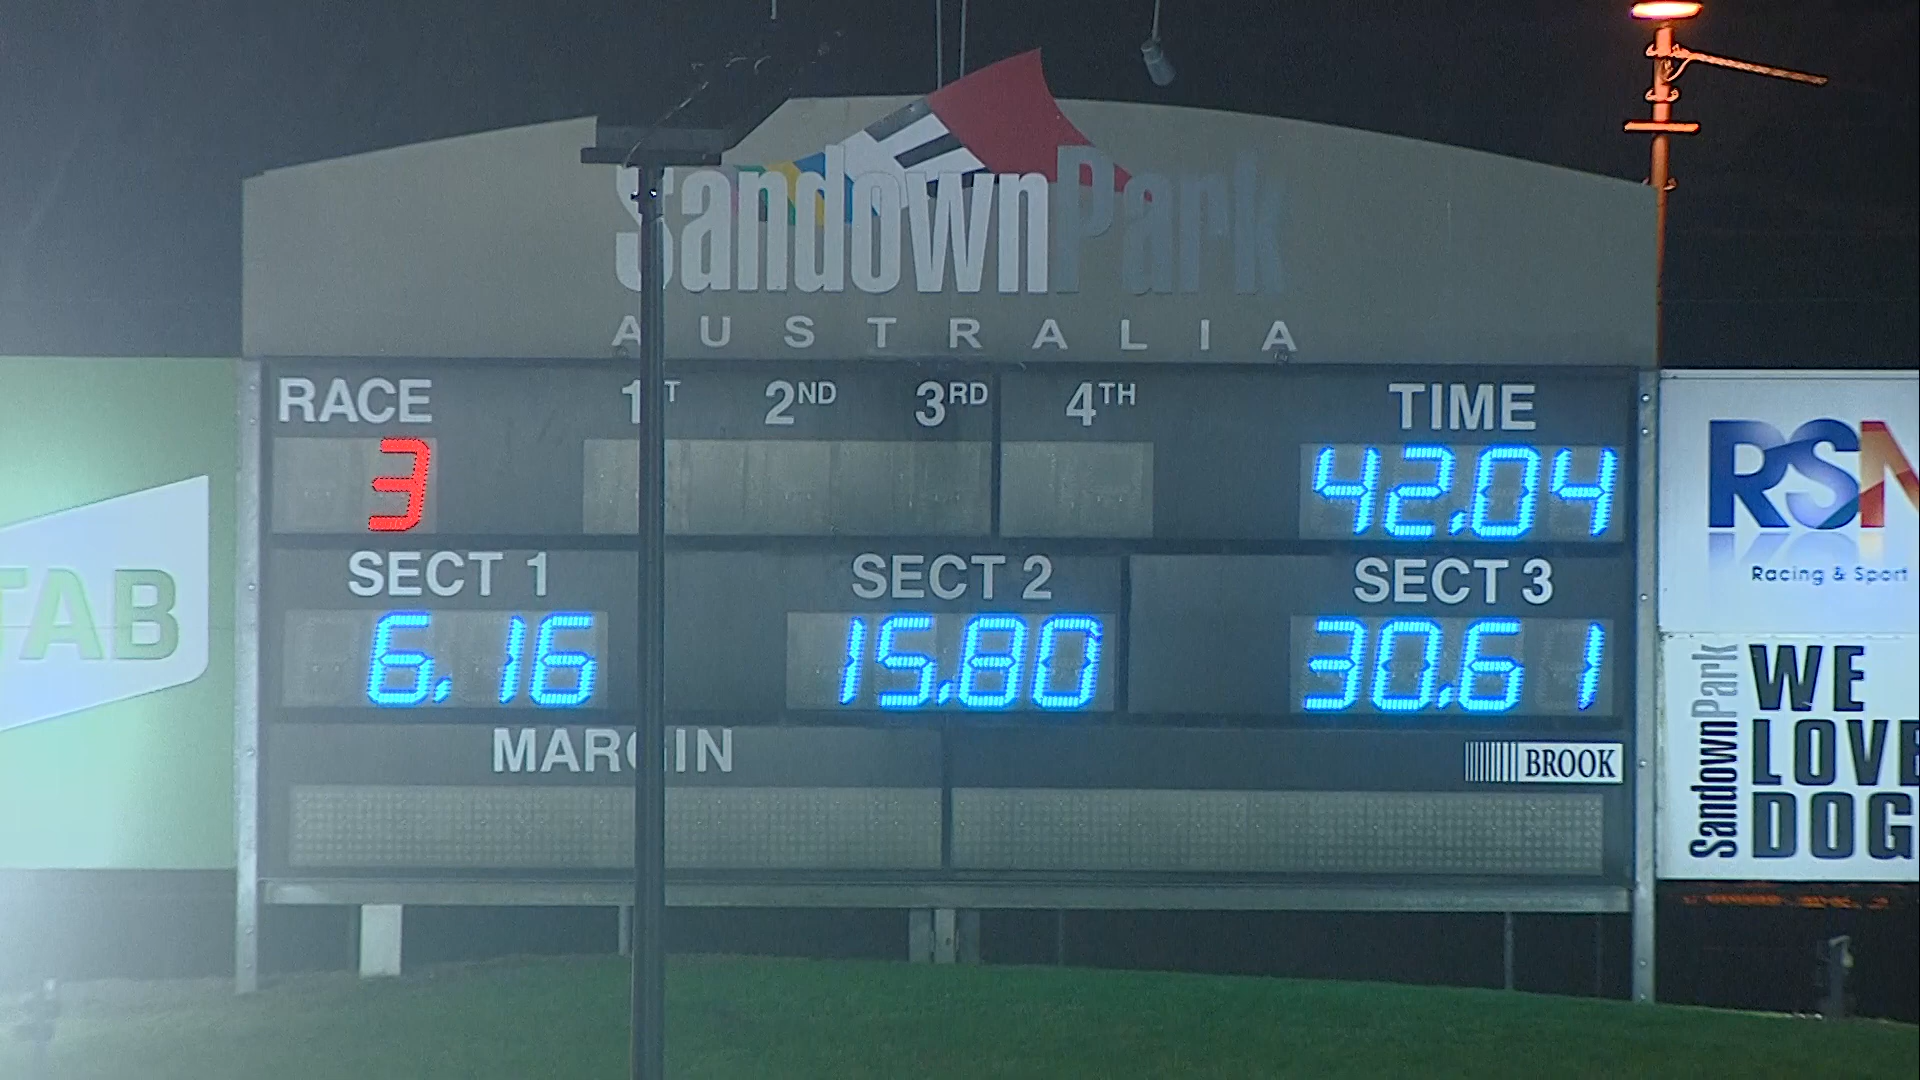 SandownPark
AUSTRALIA
RACE 1ST 2ND 3RD 4TH TIME
3 42.04
SECT 1 SECT 2 SECT 3
6.16 15.80 30.61
MARGIN
BROOK
TAB
RSN
Racing & Sport
SandownPark
WE
LOVE
DOG